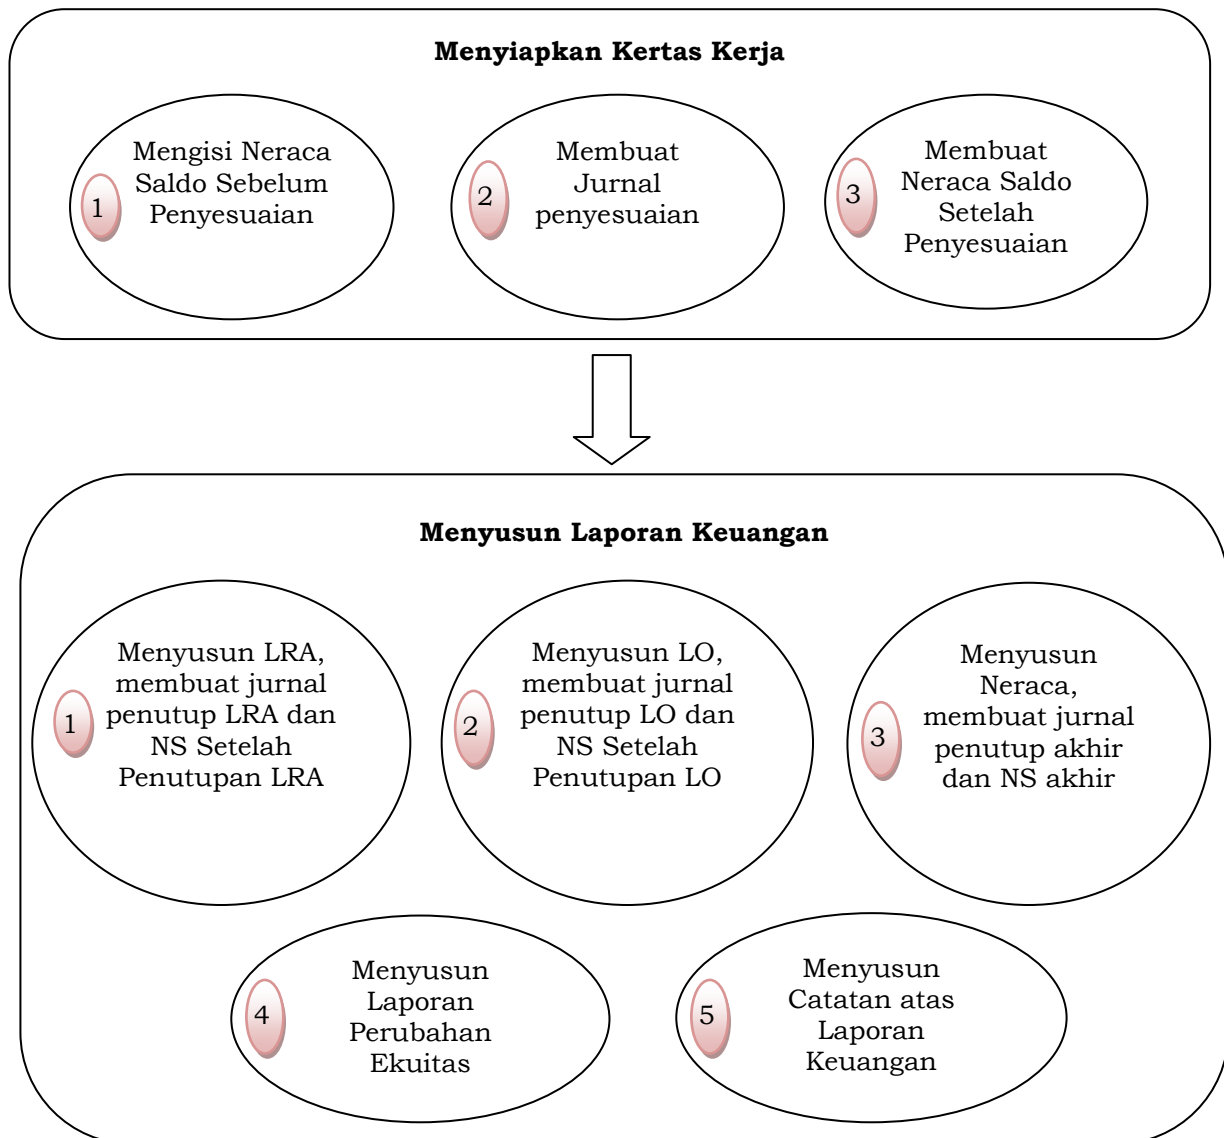 Menyiapkan Kertas Kerja
1
Mengisi Neraca
Saldo Sebelum
Penyesuaian
2
Membuat
Jurnal
penyesuaian
3
Membuat
Neraca Saldo
Setelah
Penyesuaian
Menyusun Laporan Keuangan
1
Menyusun LRA,
membuat jurnal
penutup LRA dan
NS Setelah
Penutupan LRA
2
Menyusun LO,
membuat jurnal
penutup LO dan
NS Setelah
Penutupan LO
3
Menyusun
Neraca,
membuat jurnal
penutup akhir
dan NS akhir
4
Menyusun
Laporan
Perubahan
Ekuitas
5
Menyusun
Catatan atas
Laporan
Keuangan